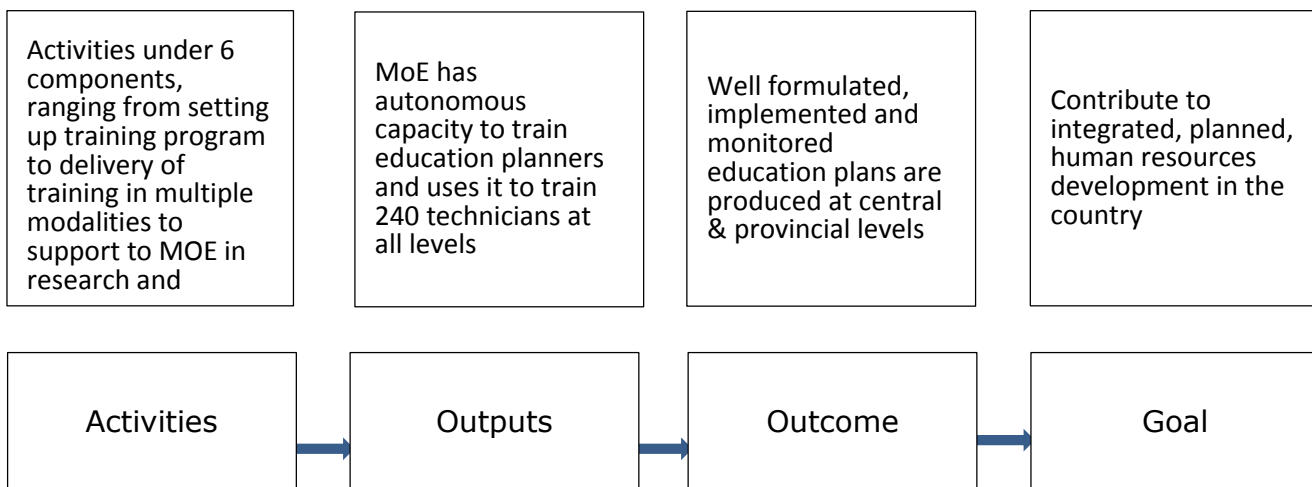 Activities under 6
components,
ranging from setting
up training program
to delivery of
training in multiple
modalities to
support to MOE in
research and
MoE has
autonomous
capacity to train
education planners
and uses it to train
240 technicians at
all levels
Well formulated,
implemented and
monitored
education plans are
produced at central
& provincial levels
Contribute to
integrated, planned,
human resources
development in the
country
Activities
Outputs
Outcome
Goal